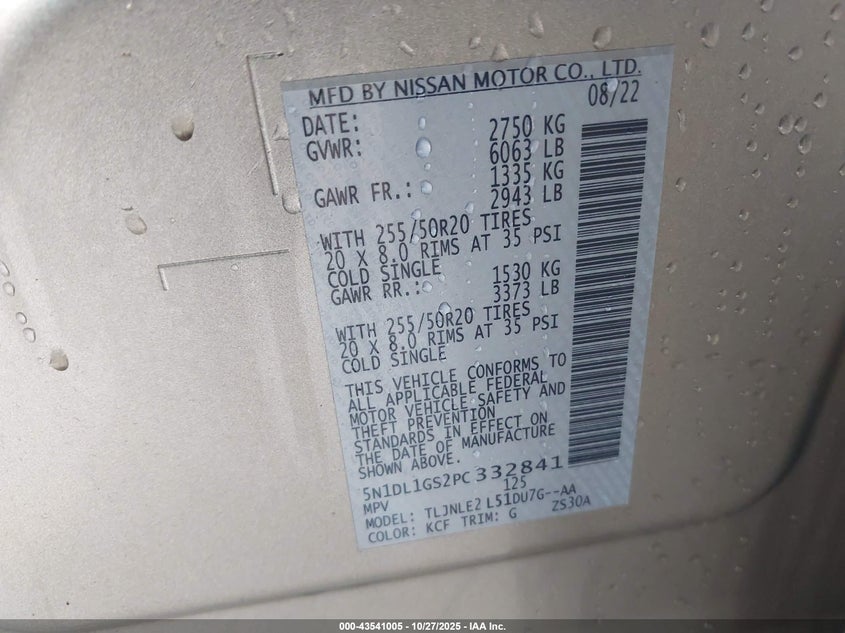 MFD BY NISSAN MOTOR CO., LTD.
DATE: 08/22
GVWR: 2750 KG
6063 LB
GAWR FR.: 1335 KG
2943 LB
WITH 255/50R20 TIRES
20 X 8.0 RIMS AT 35 PSI
COLD SINGLE
GAWR RR.: 1530 KG
3373 LB
WITH 255/50R20 TIRES
20 X 8.0 RIMS AT 35 PSI
COLD SINGLE
THIS VEHICLE CONFORMS TO
ALL APPLICABLE FEDERAL
MOTOR VEHICLE SAFETY AND
THEFT PREVENTION
STANDARDS IN EFFECT ON
THE DATE OF MANUFACTURE
SHOWN ABOVE.
5N1DL1GS2PC332841
MPV 125
MODEL: TLJNLE2 L51DU7G--AA
COLOR: KCF TRIM: G ZS30A
000-43541005 - 10/27/2025 - IAA Inc.